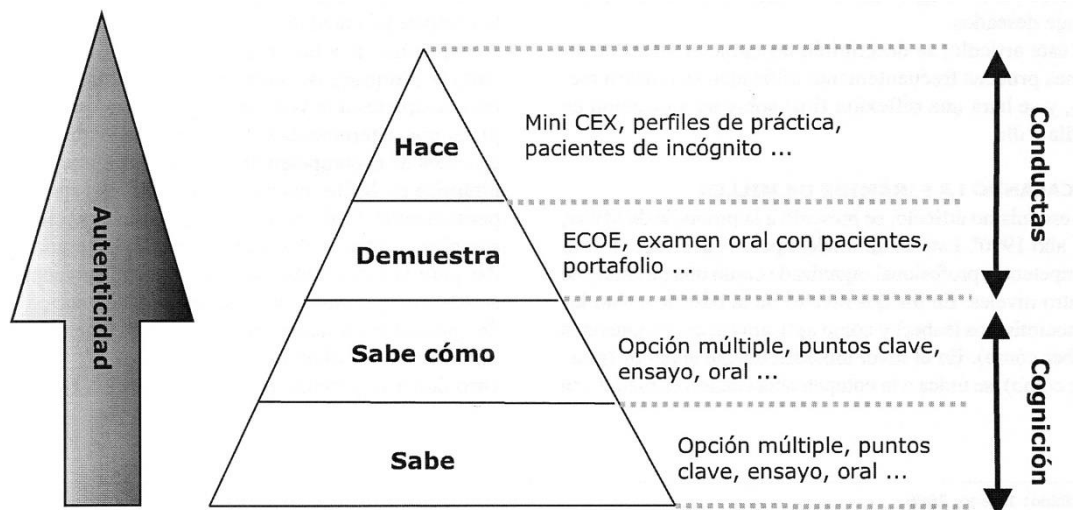 Autenticidad
Hace
Mini CEX, perfiles de práctica,
pacientes de incógnito ...
Demuestra
ECOE, examen oral con pacientes,
portafolio ...
Sabe cómo
Opción múltiple, puntos clave,
ensayo, oral ...
Sabe
Opción múltiple, puntos
clave, ensayo, oral ...
Conductas
Cognición